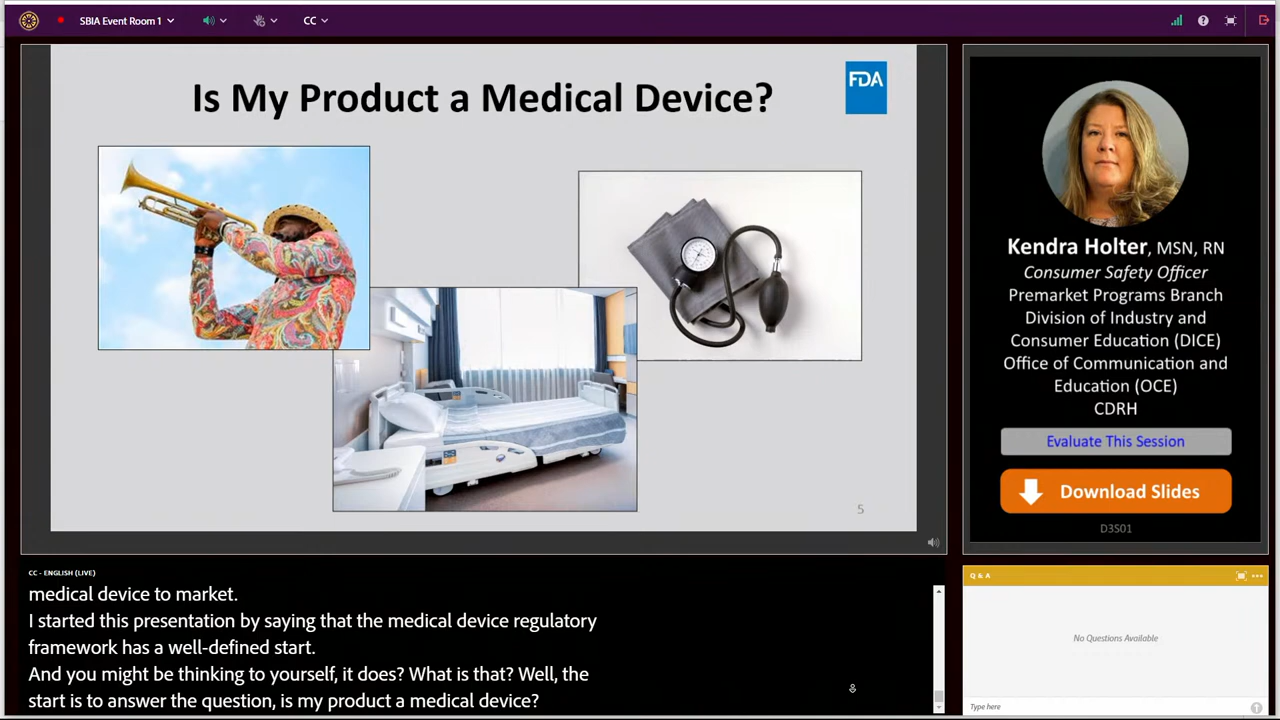 SBIA Event Room 1
CC
Is My Product a Medical Device?
FDA
5
Kendra Holter, MSN, RN
Consumer Safety Officer
Premarket Programs Branch
Division of Industry and
Consumer Education (DICE)
Office of Communication and
Education (OCE)
CDRH
Evaluate This Session
Download Slides
D3S01
CC - ENGLISH (LIVE)
medical device to market.
I started this presentation by saying that the medical device regulatory
framework has a well-defined start.
And you might be thinking to yourself, it does? What is that? Well, the
start is to answer the question, is my product a medical device?
Q & A
No Questions Available
Type here